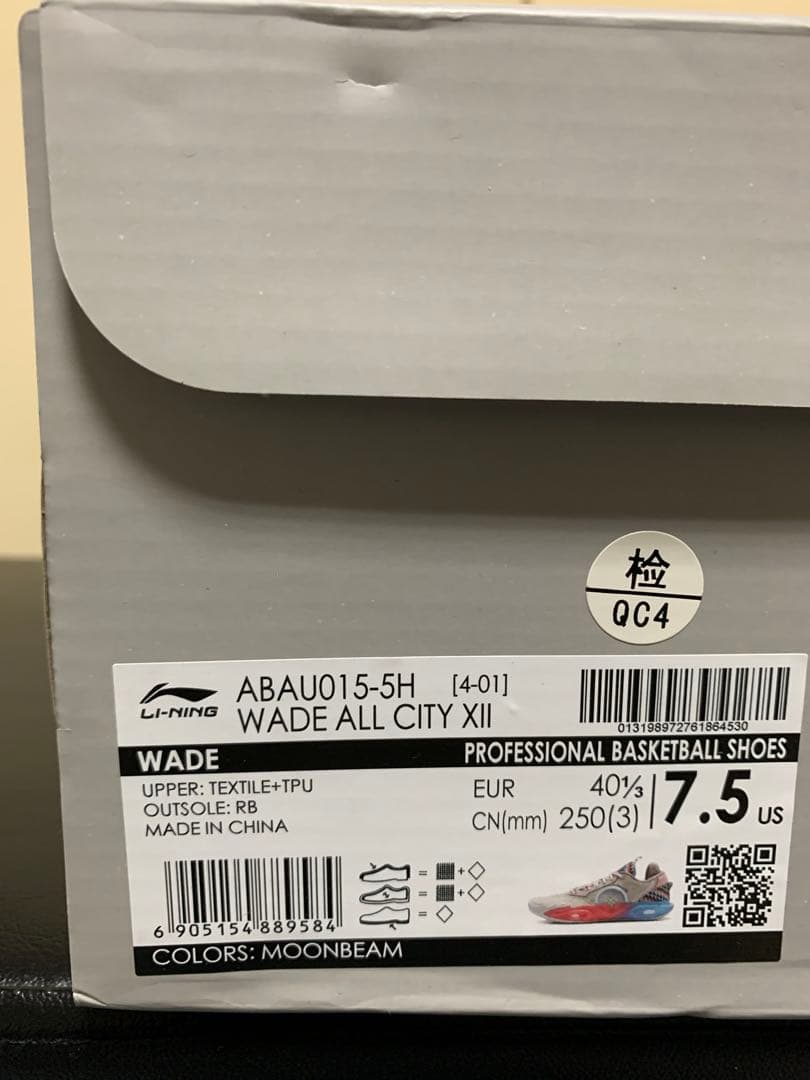 检
QC4
LI-NING
ABAU015-5H [4-01]
WADE ALL CITY XII
013198972761864530
WADE
PROFESSIONAL BASKETBALL SHOES
UPPER: TEXTILE+TPU
OUTSOLE: RB
MADE IN CHINA
EUR 40⅓
CN(mm) 250(3)
7.5 US
6 905154 889584
COLORS: MOONBEAM